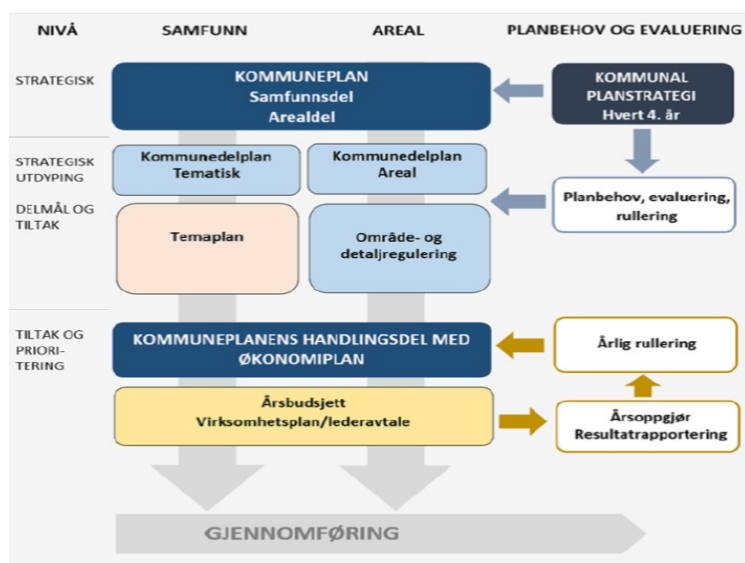 NIVÅ
SAMFUNN
AREAL
PLANBEHOV OG EVALUERING
STRATEGISK
KOMMUNEPLAN
Samfunnsdel
Arealdel
KOMMUNAL
PLANSTRATEGI
Hvert 4. år
STRATEGISK
UTDYPING
Kommunedelplan
Tematisk
Kommunedelplan
Areal
Planbehov, evaluering,
rullering
DELMÅL OG
TILTAK
Temaplan
Område- og
detaljregulering
TILTAK OG
PRIORI-
TERING
KOMMUNEPLANENS HANDLINGSDEL MED
ØKONOMIPLAN
Årlig rullering
Årsbudsjett
Virksomhetsplan/lederavtale
Årsoppgjør
Resultatrapportering
GJENNOMFØRING